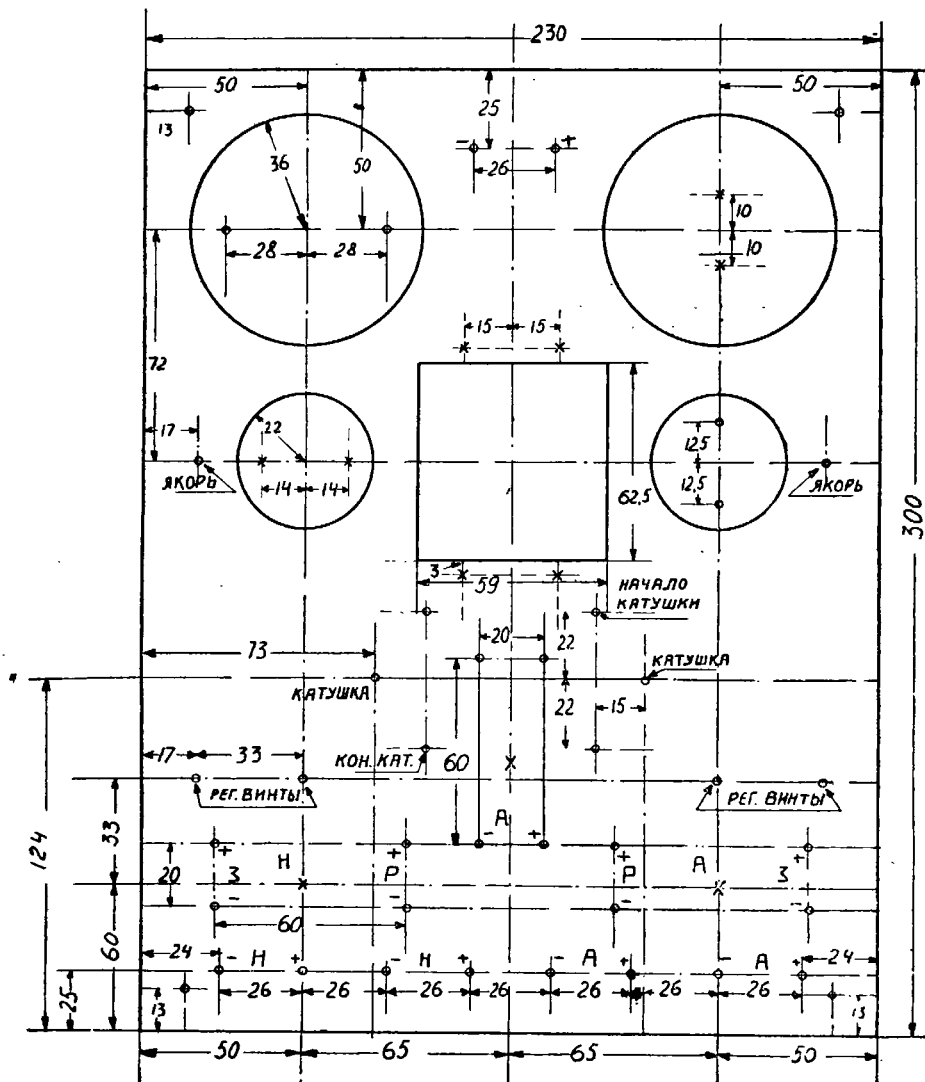 230
50
50
13
25
- +
26
36
50
10
10
28 28
15 15
72
17
22
12,5
12,5
14 14
ЯКОРЬ
ЯКОРЬ
62,5
300
3
59
НАЧАЛО
КАТУШКИ
20
22
73
КАТУШКА
КАТУШКА
22
15
17 33
КОН. КАТ.
60
РЕГ. ВИНТЫ
РЕГ. ВИНТЫ
А
- +
124
33
+ Н + + А
20 З Р Р З
- - - -
60
60
24
24
- Н + - Н + - А + - А +
25
26 26 26 26 26 26 26
13
13
50 65 65 50